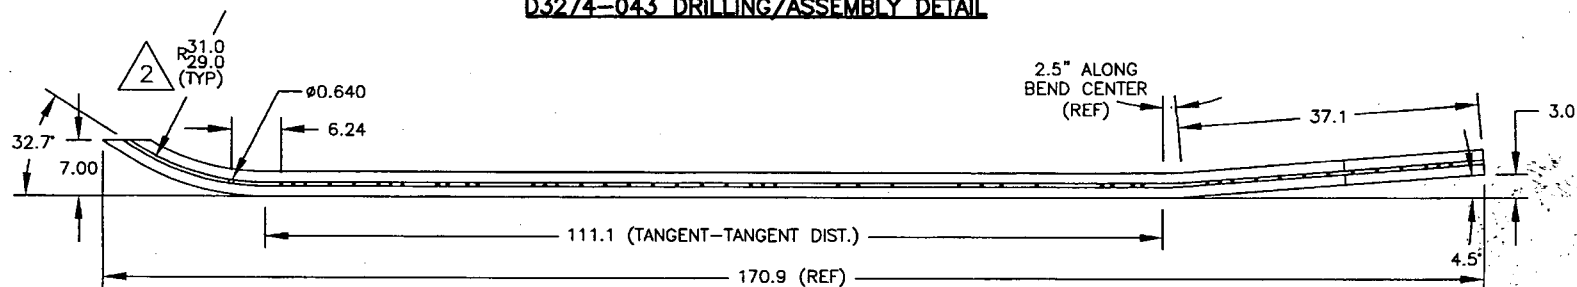 D3274-043 DRILLING/ASSEMBLY DETAIL
2
R31.0
29.0
(TYP)
ø0.640
6.24
2.5" ALONG
BEND CENTER
(REF)
37.1
3.0
32.7°
7.00
111.1 (TANGENT-TANGENT DIST.)
4.5°
170.9 (REF)